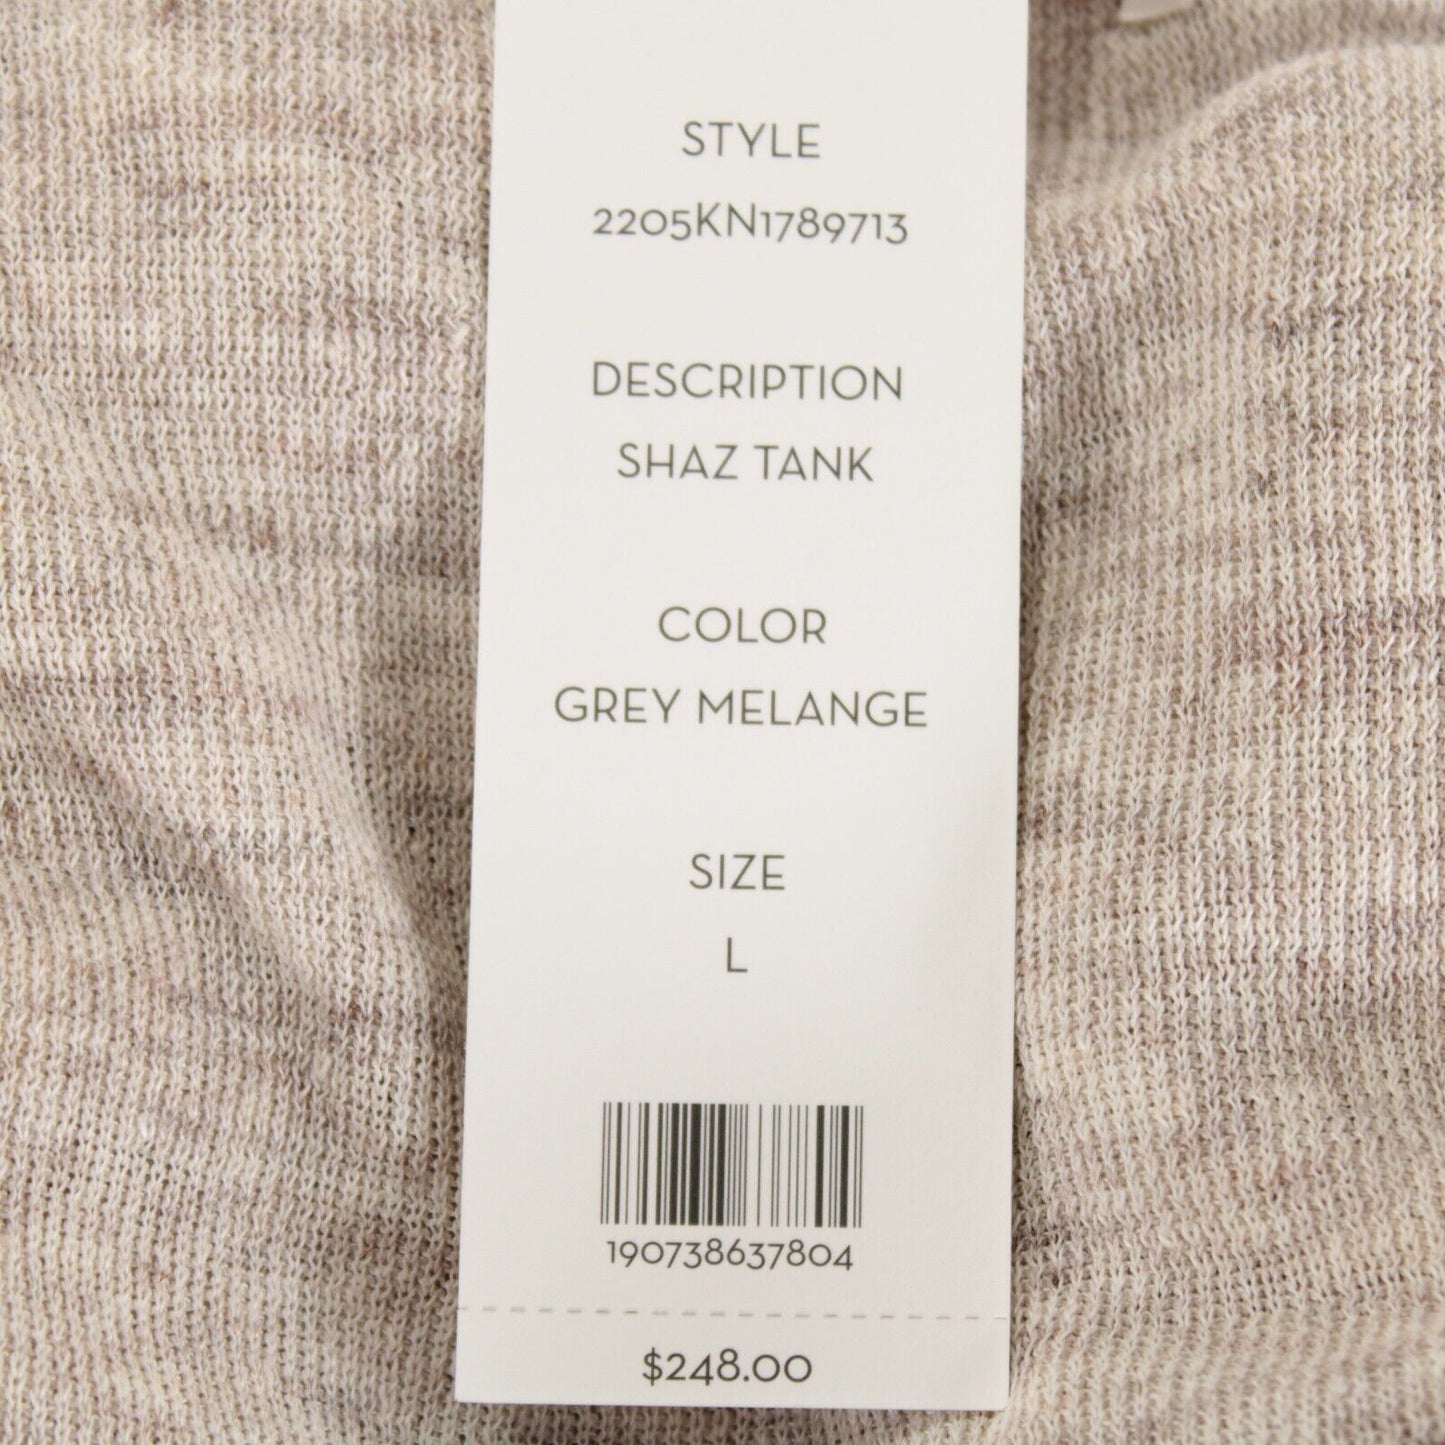 STYLE
2205KN1789713
DESCRIPTION
SHAZ TANK
COLOR
GREY MELANGE
SIZE
L
190738637804
$248.00